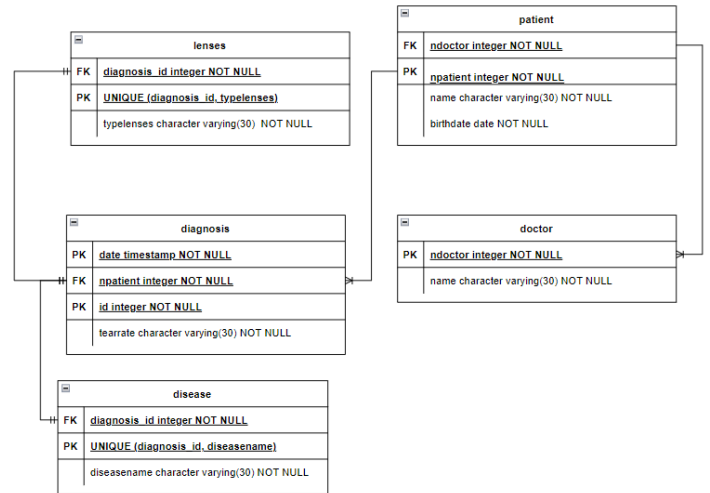 lenses
FK diagnosis_id integer NOT NULL
PK UNIQUE (diagnosis_id, typelenses)
typelenses character varying(30) NOT NULL
patient
FK ndoctor integer NOT NULL
PK npatient integer NOT NULL
name character varying(30) NOT NULL
birthdate date NOT NULL
diagnosis
PK date timestamp NOT NULL
FK npatient integer NOT NULL
PK id integer NOT NULL
tearrate character varying(30) NOT NULL
doctor
PK ndoctor integer NOT NULL
name character varying(30) NOT NULL
disease
FK diagnosis_id integer NOT NULL
PK UNIQUE (diagnosis_id, diseasename)
diseasename character varying(30) NOT NULL